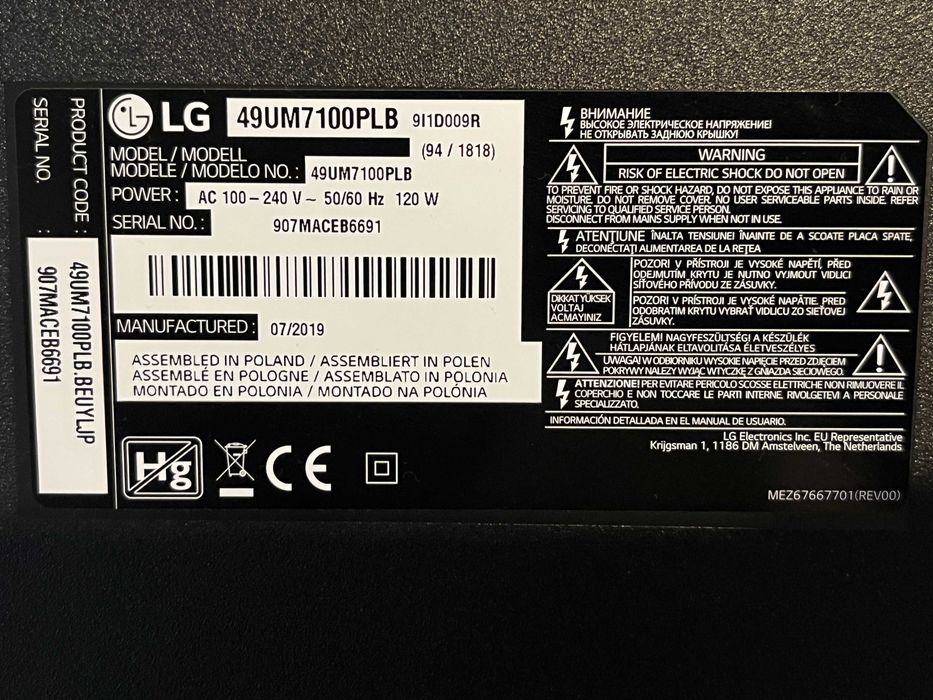 PRODUCT CODE : 49UM7100PLB.BEUYLJP
SERIAL NO. : 907MACEB6691
LG 49UM7100PLB 9I1D009R
(94 / 1818)
MODEL / MODELL
MODELE / MODELO NO. : 49UM7100PLB
POWER : AC 100 – 240 V ~ 50/60 Hz 120 W
SERIAL NO. : 907MACEB6691
MANUFACTURED : 07/2019
ASSEMBLED IN POLAND / ASSEMBLIERT IN POLEN
ASSEMBLÉ EN POLOGNE / ASSEMBLATO IN POLONIA
MONTADO EN POLONIA / MONTADO NA POLÓNIA
Hg
CE
ВНИМАНИЕ
ВЫСОКОЕ ЭЛЕКТРИЧЕСКОЕ НАПРЯЖЕНИЕ!
НЕ ОТКРЫВАТЬ ЗАДНЮЮ КРЫШКУ!
WARNING
RISK OF ELECTRIC SHOCK DO NOT OPEN
TO PREVENT FIRE OR SHOCK HAZARD, DO NOT EXPOSE THIS APPLIANCE TO RAIN OR
MOISTURE. DO NOT REMOVE COVER. NO USER SERVICEABLE PARTS INSIDE. REFER
SERVICING TO QUALIFIED SERVICE PERSON.
DISCONNECT FROM MAINS SUPPLY WHEN NOT IN USE.
ATENȚIUNE ÎNALTA TENSIUNE! ÎNAINTE DE A SCOATE PLACA SPATE,
DECONECTAȚI ALIMENTAREA DE LA REȚEA
DİKKAT YÜKSEK
VOLTAJ
AÇMAYINIZ
POZOR! V PŘÍSTROJI JE VYSOKÉ NAPĚTÍ, PŘED
ODEJMUTÍM KRYTU JE NUTNO VYJMOUT VIDLICI
SÍŤOVÉHO PŘÍVODU ZE ZÁSUVKY.
POZOR! V PRÍSTROJI JE VYSOKÉ NAPÄTIE. PRED
ODOBRATIM KRYTU VYBRAŤ VIDLICU ZO SIEŤOVEJ
ZÁSUVKY.
FIGYELEM! NAGYFESZÜLTSÉG! A KÉSZÜLÉK
HÁTLAPJÁNAK ELTAVOLÍTÁSA ÉLETVESZÉLYES
UWAGA! W ODBIORNIKU WYSOKIE NAPIĘCIE PRZED ZDJĘCIEM
POKRYWY NALEŻY WYJĄĆ WTYCZKĘ Z GNIAZDA SIECIOWEGO.
ATTENZIONE! PER EVITARE PERICOLO SCOSSE ELETTRICHE NON RIMUOVERE IL
COPERCHIO E NON TOCCARE LE PARTI INTERNE. RIVOLGETEVI A PERSONALE
SPECIALIZZATO.
INFORMACIÓN DETALLADA EN EL MANUAL DE USUARIO.
LG Electronics Inc. EU Representative
Krijgsman 1, 1186 DM Amstelveen, The Netherlands
MEZ67667701(REV00)